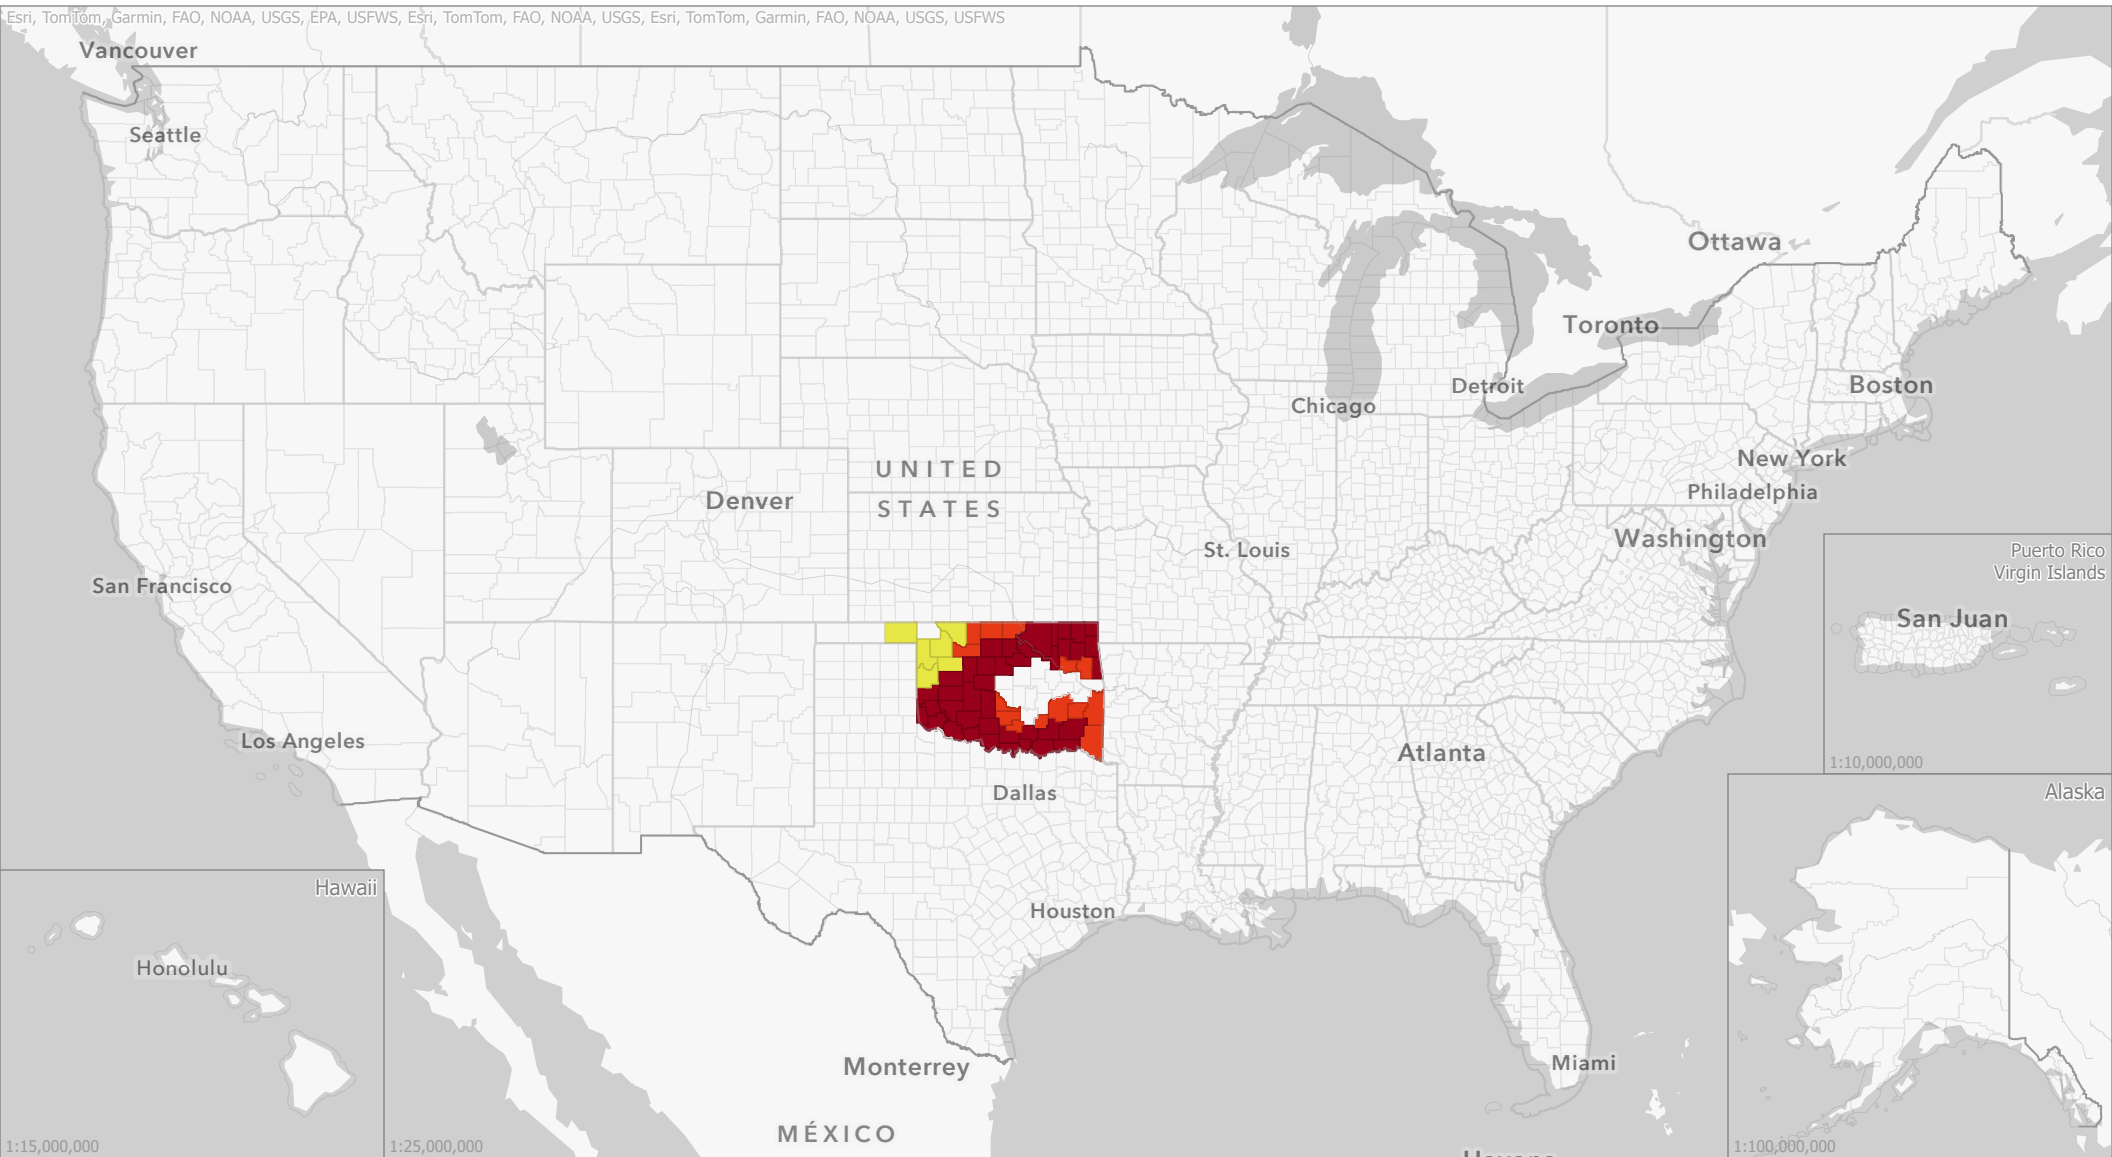 Esri, TomTom, Garmin, FAO, NOAA, USGS, EPA, USFWS, Esri, TomTom, FAO, NOAA, USGS, Esri, TomTom, Garmin, FAO, NOAA, USGS, USFWS
Vancouver
Seattle
Ottawa
Toronto
Detroit
Boston
Chicago
New York
UNITED
STATES
Denver
Philadelphia
Washington
St. Louis
San Francisco
Puerto Rico
Virgin Islands
San Juan
1:10,000,000
Los Angeles
Atlanta
Dallas
Alaska
Hawaii
Houston
Honolulu
Monterrey
Miami
MÉXICO
1:15,000,000
1:25,000,000
1:100,000,000